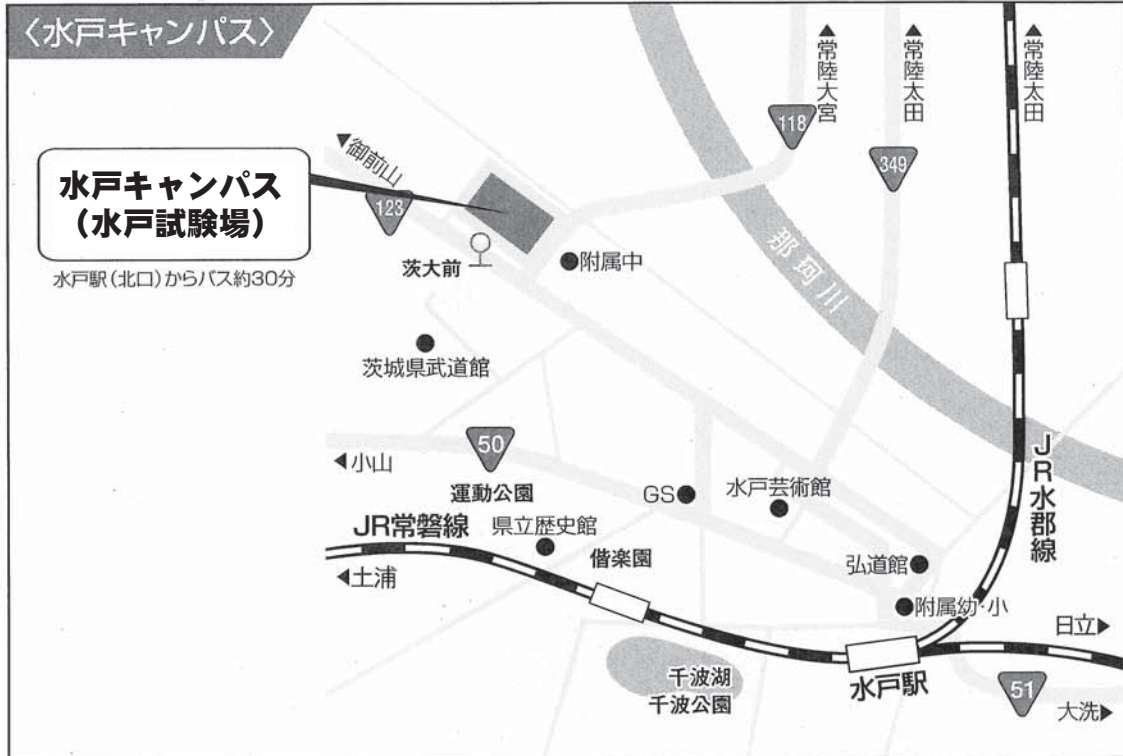 〈水戸キャンパス〉
▲常陸大宮
▲常陸太田
▲常陸太田
118
349
◀御前山
水戸キャンパス
（水戸試験場）
123
水戸駅（北口）からバス約30分
茨大前
附属中
那珂川
茨城県武道館
50
◀小山
運動公園
GS
水戸芸術館
JR水郡線
JR常磐線
県立歴史館
偕楽園
弘道館
◀土浦
附属幼・小
日立▶
千波湖
千波公園
水戸駅
51
大洗▶